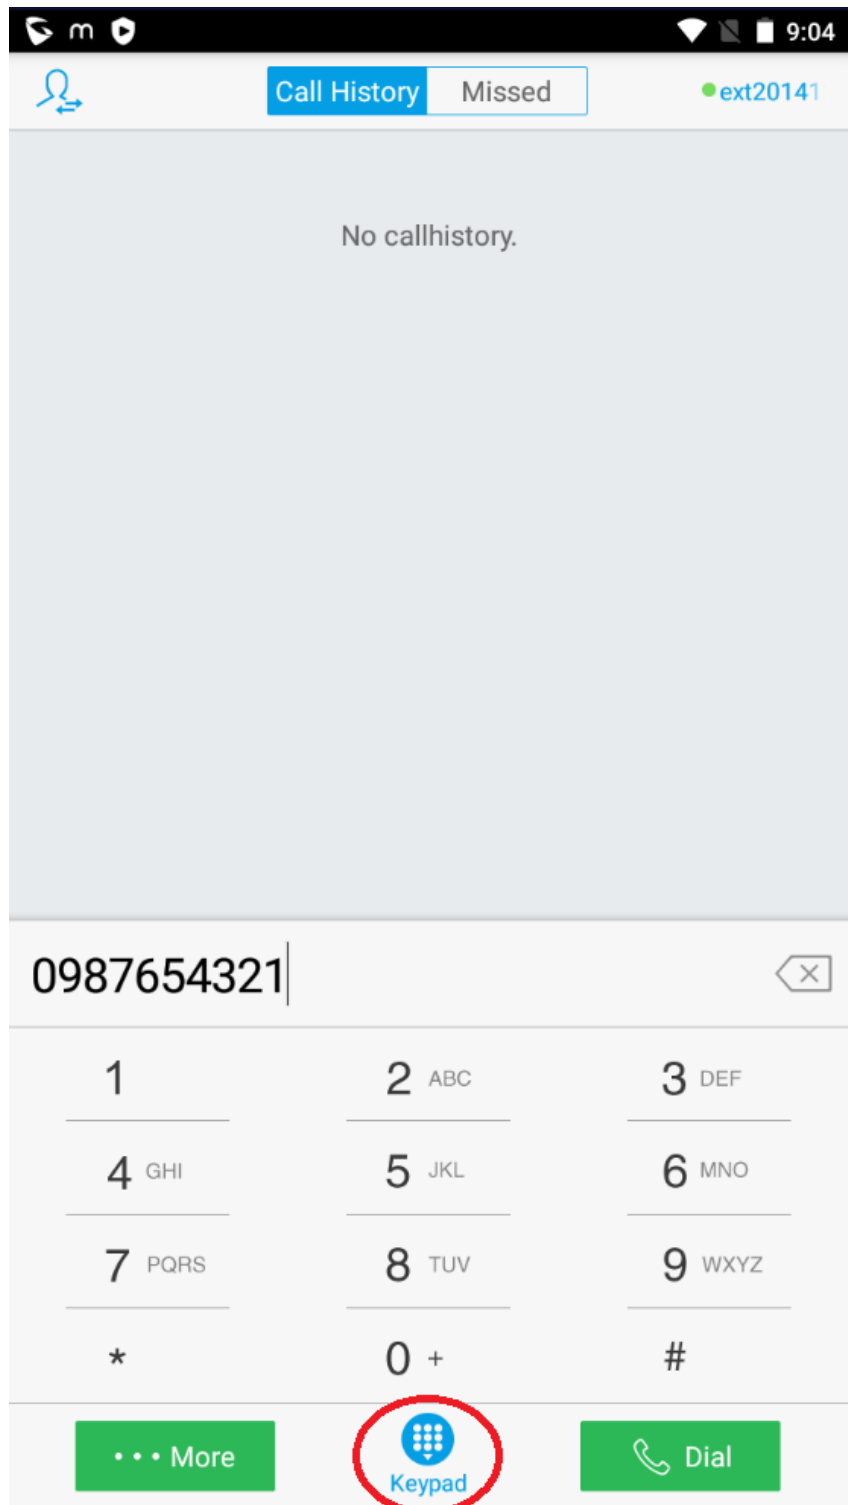 m 9:04
Call History Missed ext20141
No callhistory.
0987654321
1 2 ABC 3 DEF
4 GHI 5 JKL 6 MNO
7 PQRS 8 TUV 9 WXYZ
* 0 + #
••• More Keypad Dial